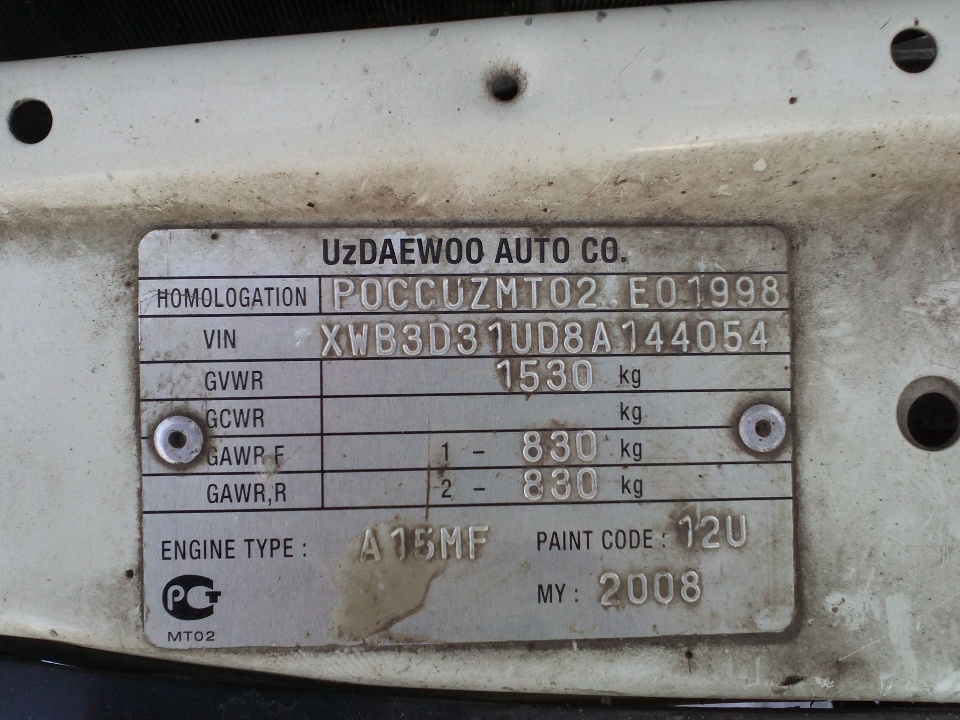 UzDAEWOO AUTO CO.
HOMOLOGATION POCCUZMT02.E01998
VIN XWB3D31UD8A144054
GVWR 1530 kg
GCWR kg
GAWR,F 1 - 830 kg
GAWR,R 2 - 830 kg
ENGINE TYPE : A15MF PAINT CODE : 12U
MY : 2008
РСТ
MT02